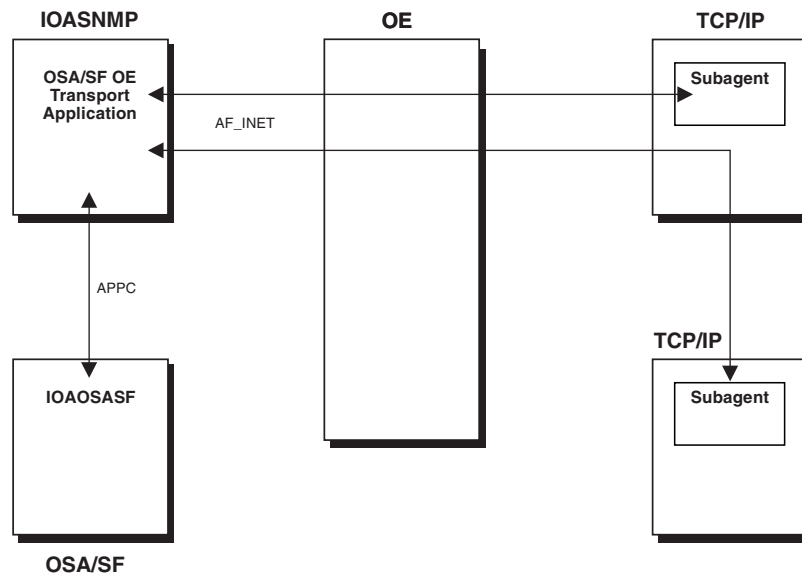 IOASNMP
OE
TCP/IP
OSA/SF OE
Transport
Application
Subagent
AF_INET
APPC
TCP/IP
IOAOSASF
Subagent
OSA/SF